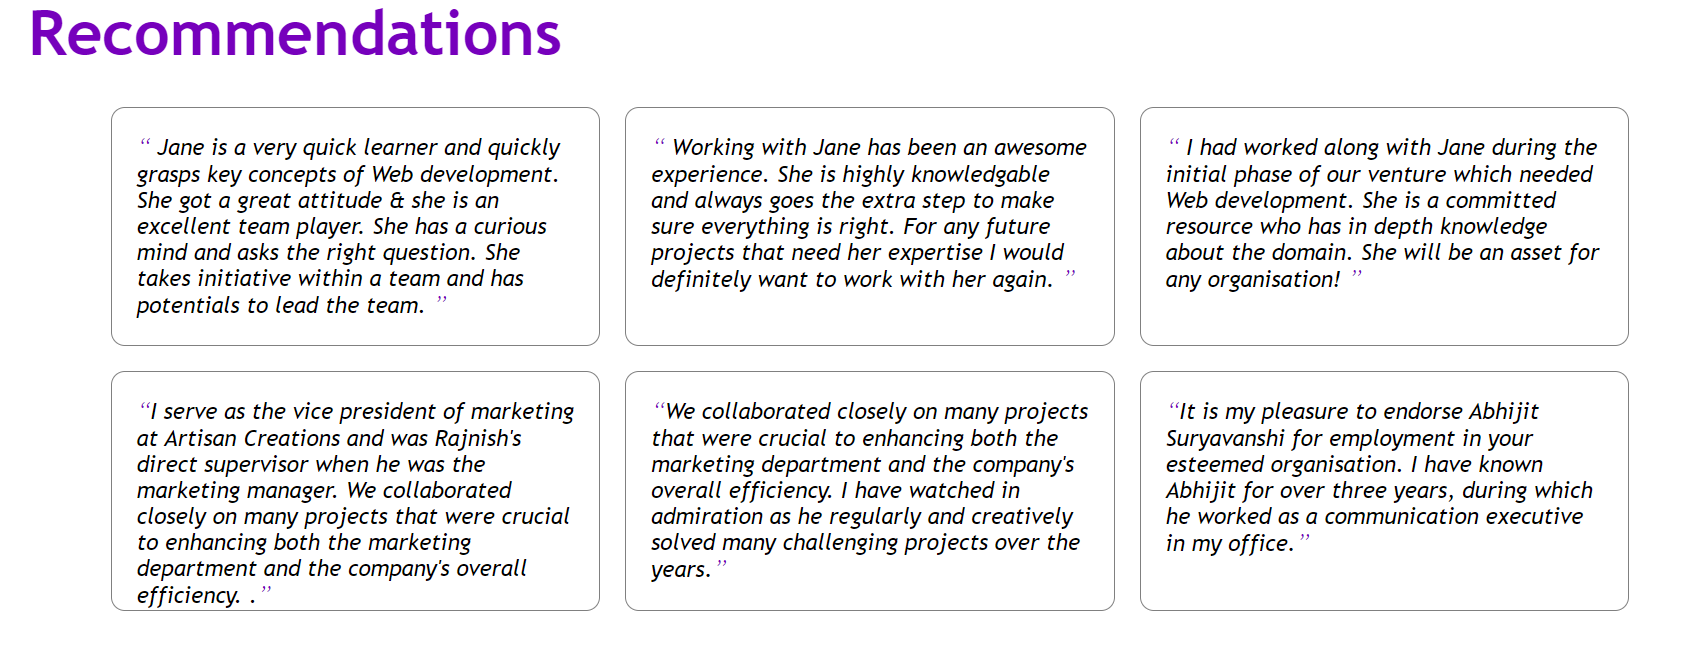 Recommendations
“ Jane is a very quick learner and quickly
grasps key concepts of Web development.
She got a great attitude & she is an
excellent team player. She has a curious
mind and asks the right question. She
takes initiative within a team and has
potentials to lead the team. ”
“ Working with Jane has been an awesome
experience. She is highly knowledgable
and always goes the extra step to make
sure everything is right. For any future
projects that need her expertise I would
definitely want to work with her again. ”
“ I had worked along with Jane during the
initial phase of our venture which needed
Web development. She is a committed
resource who has in depth knowledge
about the domain. She will be an asset for
any organisation! ”
“I serve as the vice president of marketing
at Artisan Creations and was Rajnish's
direct supervisor when he was the
marketing manager. We collaborated
closely on many projects that were crucial
to enhancing both the marketing
department and the company's overall
efficiency. . ”
“We collaborated closely on many projects
that were crucial to enhancing both the
marketing department and the company's
overall efficiency. I have watched in
admiration as he regularly and creatively
solved many challenging projects over the
years. ”
“It is my pleasure to endorse Abhijit
Suryavanshi for employment in your
esteemed organisation. I have known
Abhijit for over three years, during which
he worked as a communication executive
in my office. ”